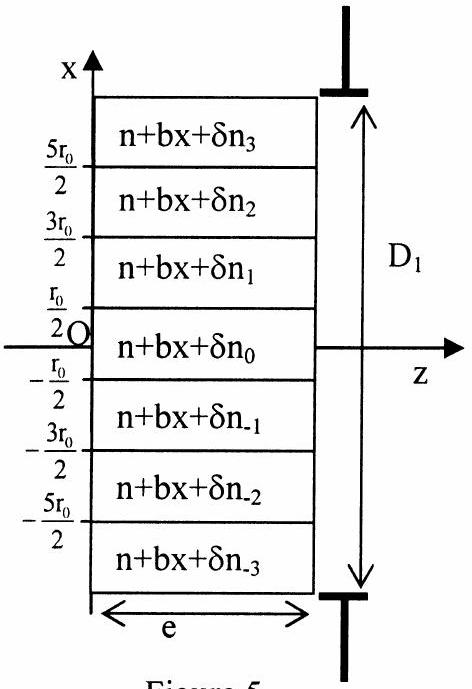 x
n+bx+δn₃
5r₀/2
n+bx+δn₂
3r₀/2
n+bx+δn₁
D₁
r₀/2
O
n+bx+δn₀
z
-r₀/2
n+bx+δn₋₁
-3r₀/2
n+bx+δn₋₂
-5r₀/2
n+bx+δn₋₃
e
Figure 5